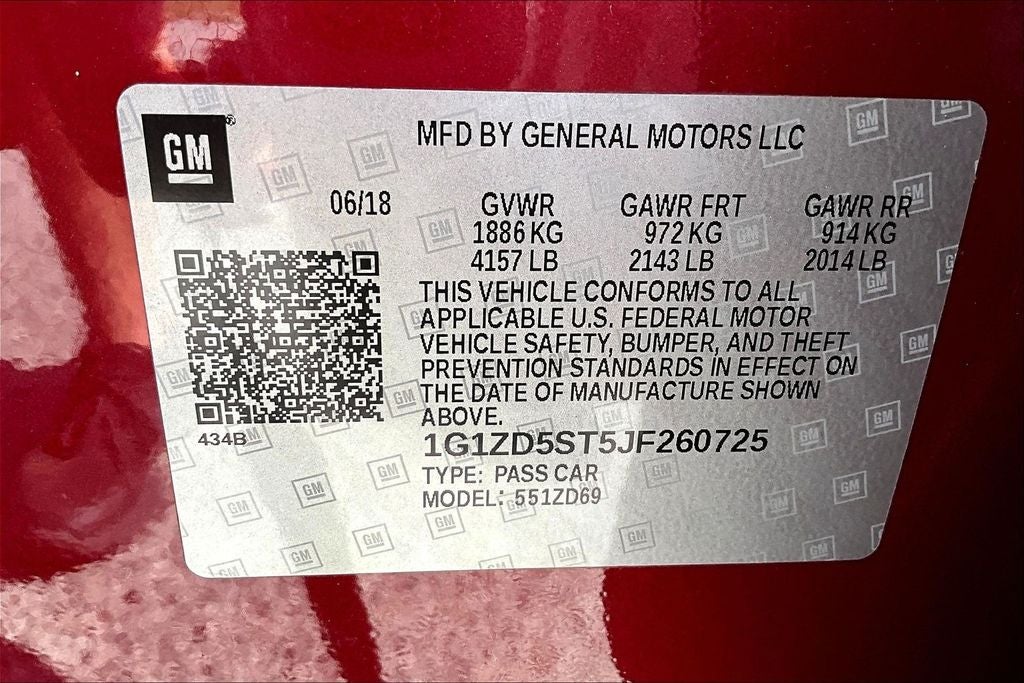 GM
MFD BY GENERAL MOTORS LLC
06/18
GVWR GAWR FRT GAWR RR
1886 KG 972 KG 914 KG
4157 LB 2143 LB 2014 LB
THIS VEHICLE CONFORMS TO ALL
APPLICABLE U.S. FEDERAL MOTOR
VEHICLE SAFETY, BUMPER, AND THEFT
PREVENTION STANDARDS IN EFFECT ON
THE DATE OF MANUFACTURE SHOWN
ABOVE.
434B
1G1ZD5ST5JF260725
TYPE: PASS CAR
MODEL: 551ZD69